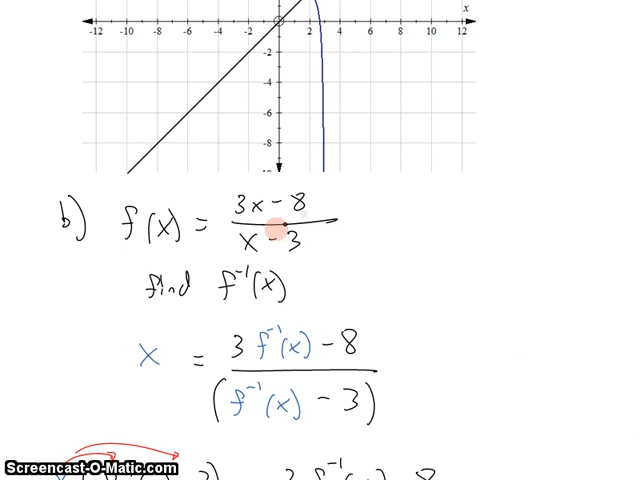 x
-12 -10 -8 -6 -4 -2 0 2 4 6 8 10 12
-2
-4
-6
-8
b) f(x) = 3x - 8
x - 3
find f⁻¹(x)
x = 3 f⁻¹(x) - 8
(f⁻¹(x) - 3)
Screencast-O-Matic.com